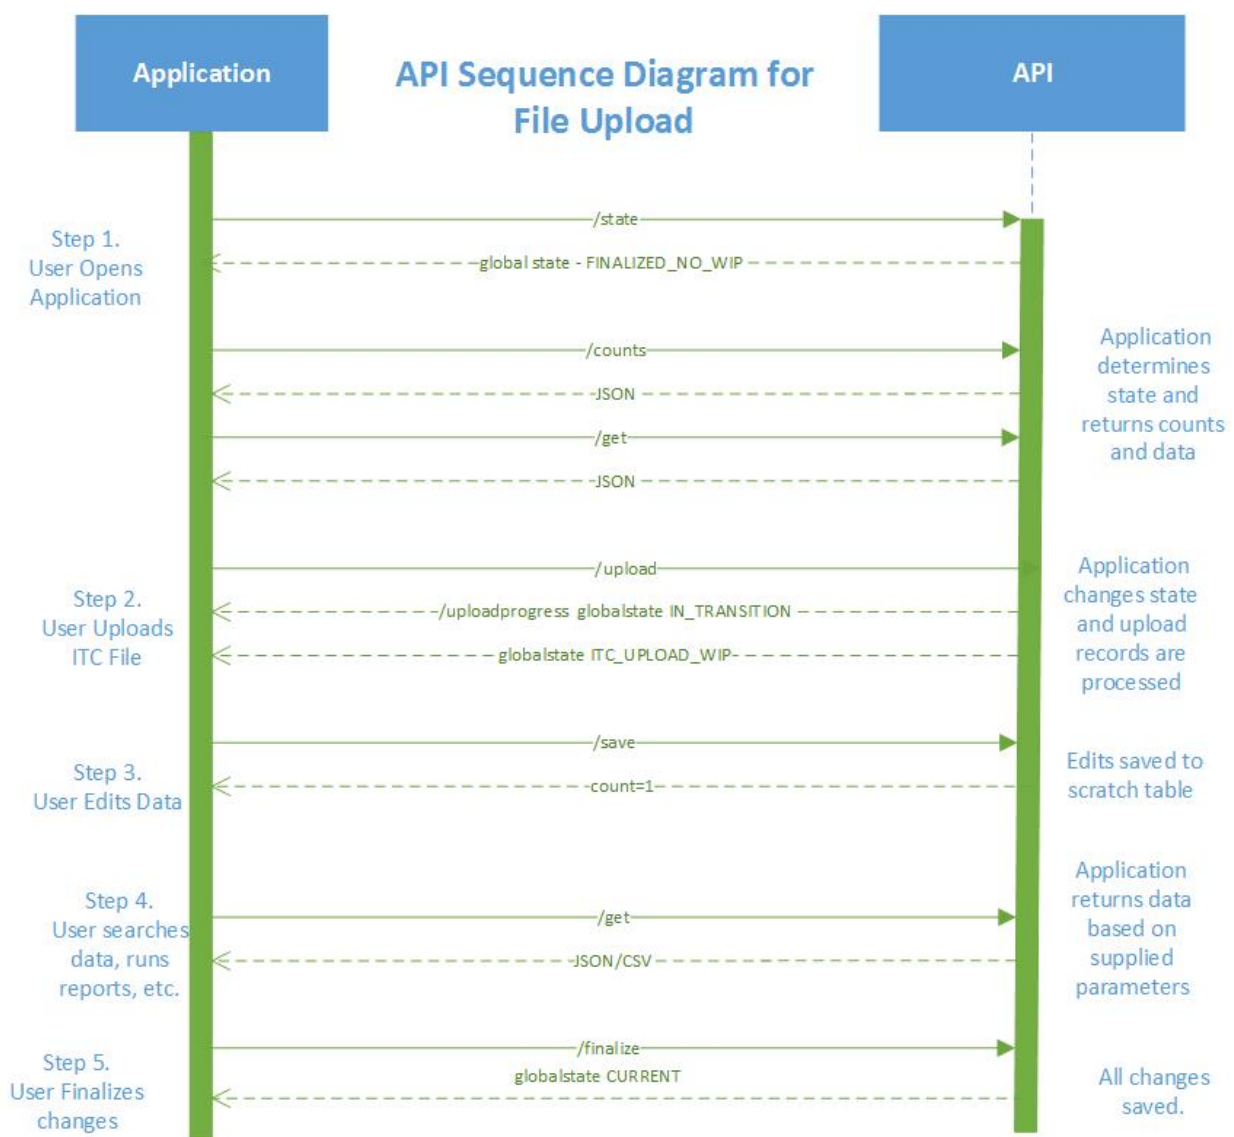 Application
API Sequence Diagram for
File Upload
API
/state
Step 1.
User Opens
Application
global state - FINALIZED_NO_WIP
/counts
JSON
/get
JSON
Application
determines
state and
returns counts
and data
/upload
Step 2.
User Uploads
ITC File
/uploadprogress globalstate IN_TRANSITION
globalstate ITC_UPLOAD_WIP
Application
changes state
and upload
records are
processed
/save
Step 3.
User Edits Data
count=1
Edits saved to
scratch table
Step 4.
User searches
data, runs
reports, etc.
/get
JSON/CSV
Application
returns data
based on
supplied
parameters
/finalize
Step 5.
User Finalizes
changes
globalstate CURRENT
All changes
saved.